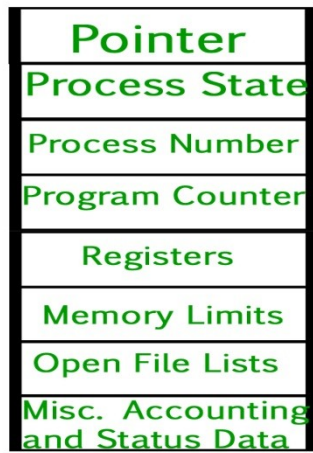 Pointer
Process State
Process Number
Program Counter
Registers
Memory Limits
Open File Lists
Misc. Accounting
and Status Data